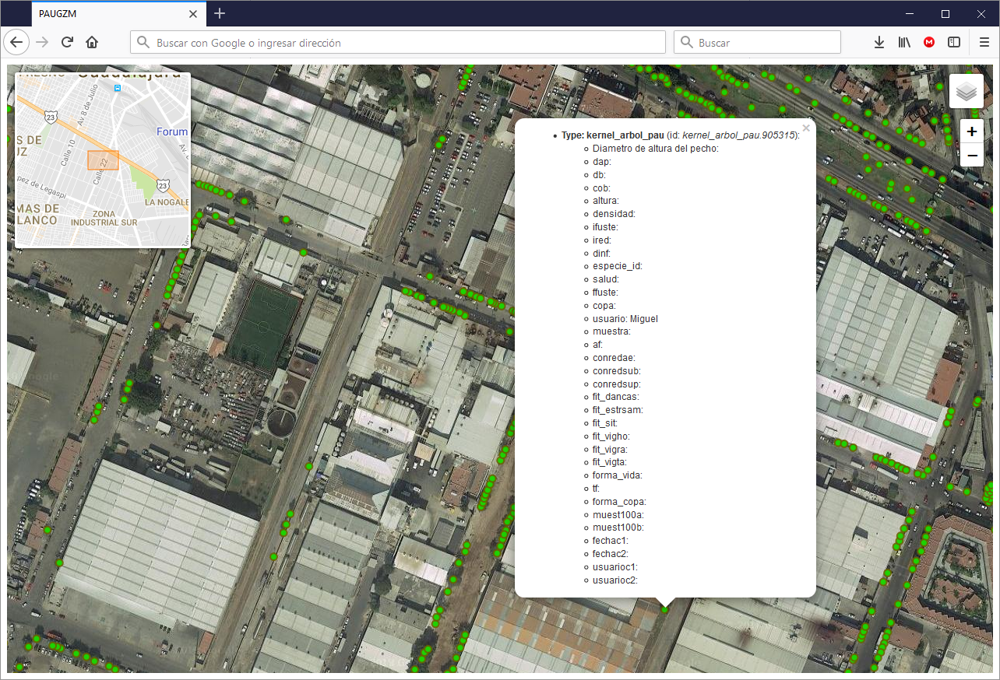 PAUGZM
Buscar con Google o ingresar dirección
Buscar
Guadalajara
Av 8 de Julio
23
Forum
Calle 10
Calle 22
pez de Legaspi
23
LA NOGALE
MAS DE
LANCO
ZONA
INDUSTRIAL SUR
+
−
Type: kernel_arbol_pau (id: kernel_arbol_pau.905315):
Diametro de altura del pecho:
dap:
db:
cob:
altura:
densidad:
ifuste:
ired:
dinf:
especie_id:
salud:
ffuste:
copa:
usuario: Miguel
muestra:
af:
conredae:
conredsub:
conredsup:
fit_dancas:
fit_estrsam:
fit_sit:
fit_vigho:
fit_vigra:
fit_vigta:
forma_vida:
tf:
forma_copa:
muest100a:
muest100b:
fechac1:
fechac2:
usuarioc1:
usuarioc2: